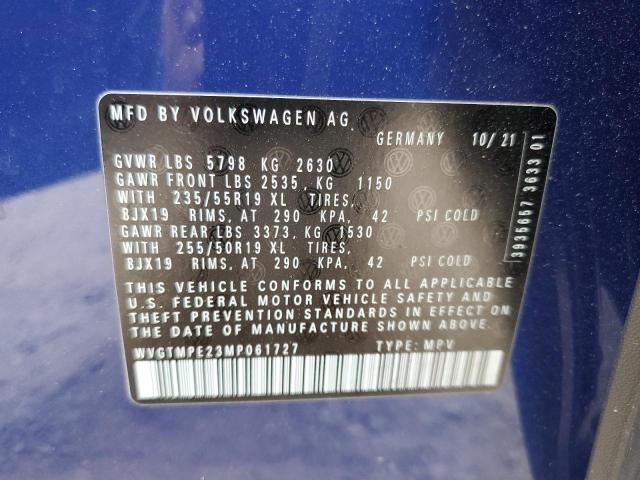 MFD BY VOLKSWAGEN AG.
GERMANY 10/21
GVWR LBS 5798 KG 2630
GAWR FRONT LBS 2535, KG 1150
WITH 235/55R19 XL TIRES,
8JX19 RIMS, AT 290 KPA, 42 PSI COLD
GAWR REAR LBS 3373, KG 1530
WITH 255/50R19 XL TIRES,
8JX19 RIMS, AT 290 KPA, 42 PSI COLD
THIS VEHICLE CONFORMS TO ALL APPLICABLE
U.S. FEDERAL MOTOR VEHICLE SAFETY AND
THEFT PREVENTION STANDARDS IN EFFECT ON
THE DATE OF MANUFACTURE SHOWN ABOVE.
WVGTMPE23MP061727 TYPE: MPV
3935657 3633 01